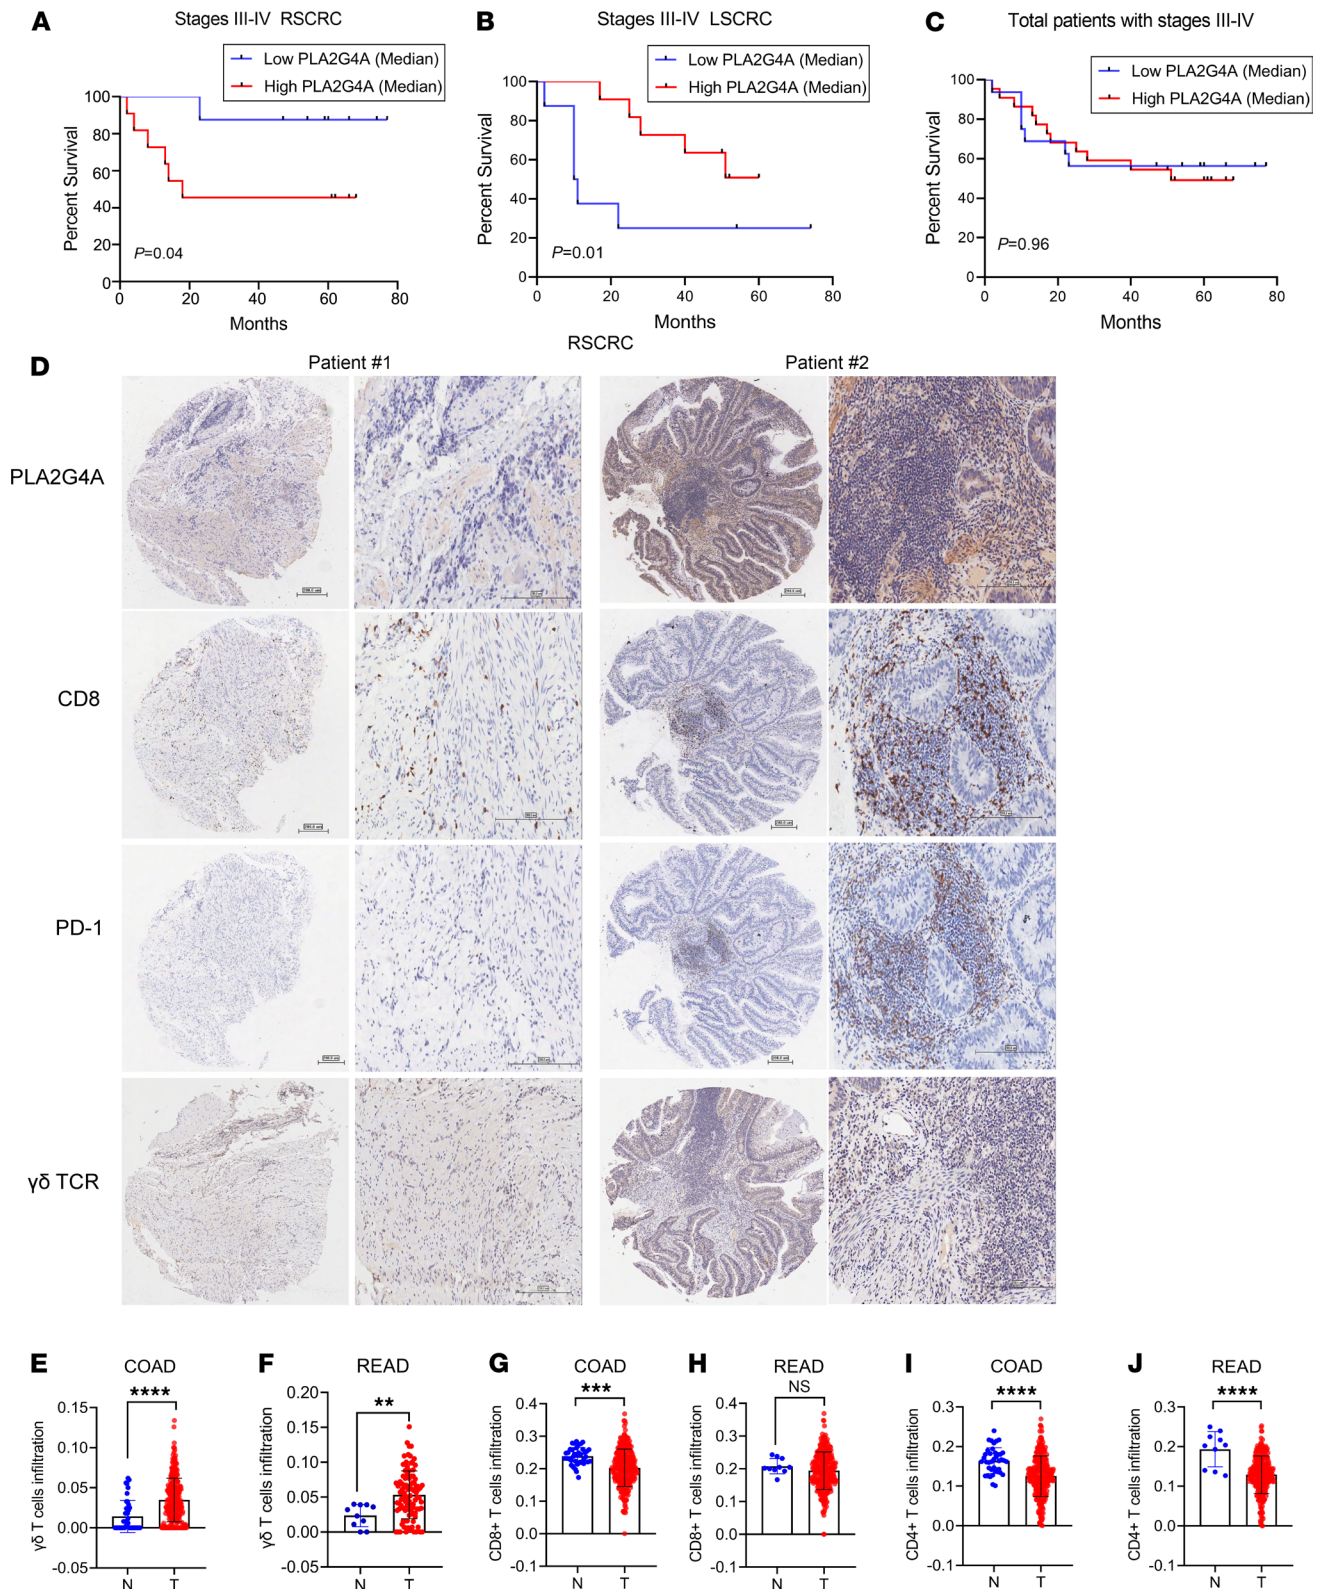 A
Stages III-IV RSCRC
Low PLA2G4A (Median)
High PLA2G4A (Median)
Percent Survival
100
80
60
40
20
0
P=0.04
0 20 40 60 80
Months
B
Stages III-IV LSCRC
Low PLA2G4A (Median)
High PLA2G4A (Median)
Percent Survival
100
80
60
40
20
0
P=0.01
0 20 40 60 80
Months
C
Total patients with stages III-IV
Low PLA2G4A (Median)
High PLA2G4A (Median)
Percent Survival
100
80
60
40
20
0
P=0.96
0 20 40 60 80
Months
D
RSCRC
Patient #1
Patient #2
PLA2G4A
CD8
PD-1
γδ TCR
E
COAD
****
γδ T cells infiltration
0.15
0.10
0.05
0.00
-0.05
N T
F
READ
**
γδ T cells infiltration
0.20
0.15
0.10
0.05
0.00
-0.05
N T
G
COAD
***
CD8+ T cells infiltration
0.4
0.3
0.2
0.1
0.0
-0.1
N T
H
READ
NS
CD8+ T cells infiltration
0.4
0.3
0.2
0.1
0.0
-0.1
N T
I
COAD
****
CD4+ T cells infiltration
0.3
0.2
0.1
0.0
-0.1
N T
J
READ
****
CD4+ T cells infiltration
0.3
0.2
0.1
0.0
-0.1
N T